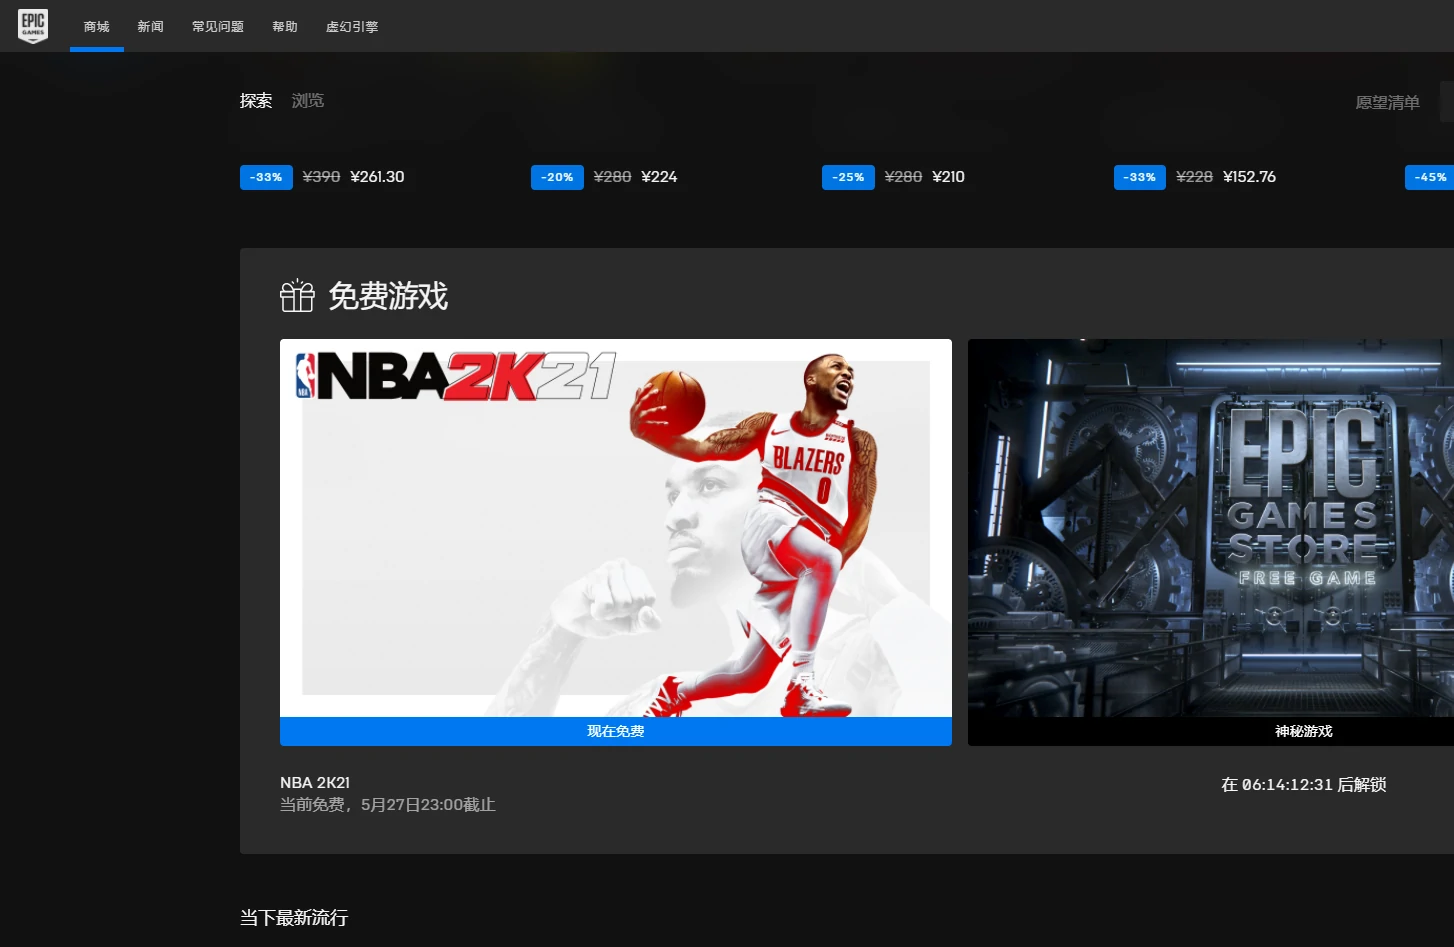 EPIC GAMES
商城 新闻 常见问题 帮助 虚幻引擎
探索 浏览 愿望清单
-33% ¥390 ¥261.30 -20% ¥280 ¥224 -25% ¥280 ¥210 -33% ¥228 ¥152.76 -45%
免费游戏
NBA NBA2K21
BLAZERS
0
EPIC
GAMES
STORE
FREE GAME
现在免费
神秘游戏
NBA 2K21
当前免费，5月27日23:00截止
在 06:14:12:31 后解锁
当下最新流行